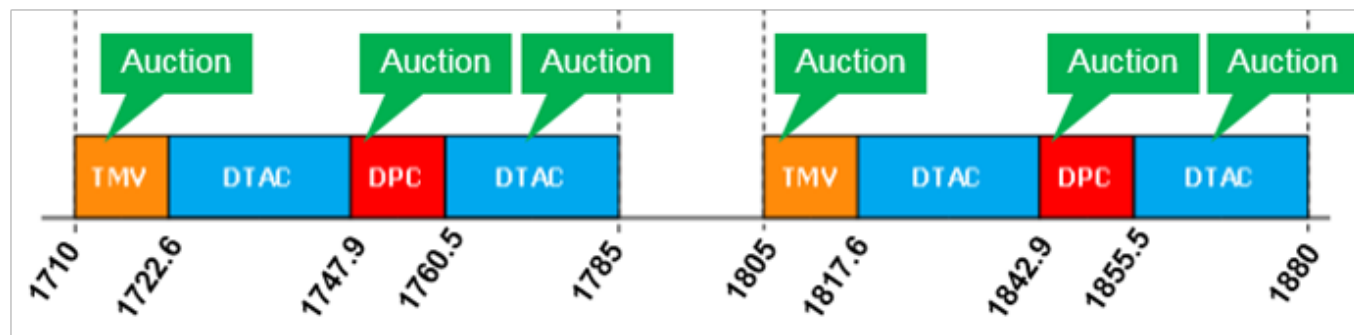 Auction Auction Auction Auction Auction Auction
TMV DTAC DPC DTAC TMV DTAC DPC DTAC
1710 1722.6 1747.9 1760.5 1785 1805 1817.6 1842.9 1855.5 1880